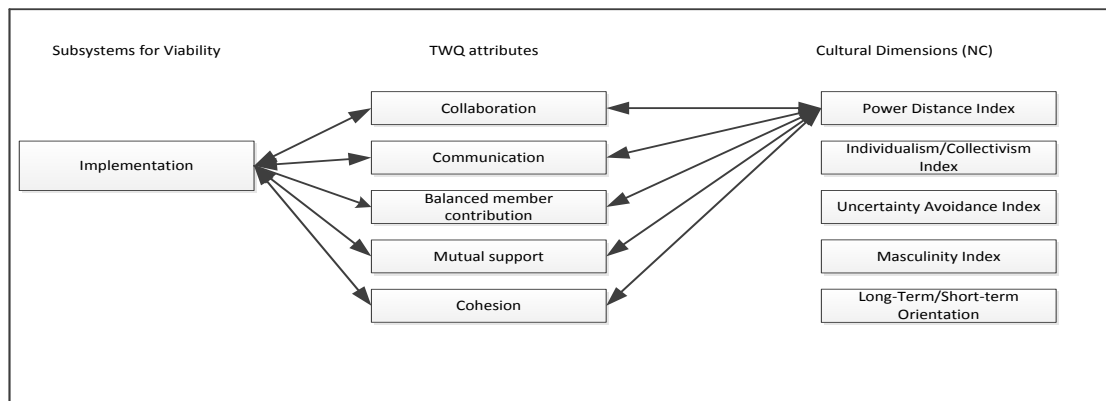 Subsystems for Viability
TWQ attributes
Cultural Dimensions (NC)
Implementation
Collaboration
Communication
Balanced member
contribution
Mutual support
Cohesion
Power Distance Index
Individualism/Collectivism
Index
Uncertainty Avoidance Index
Masculinity Index
Long-Term/Short-term
Orientation